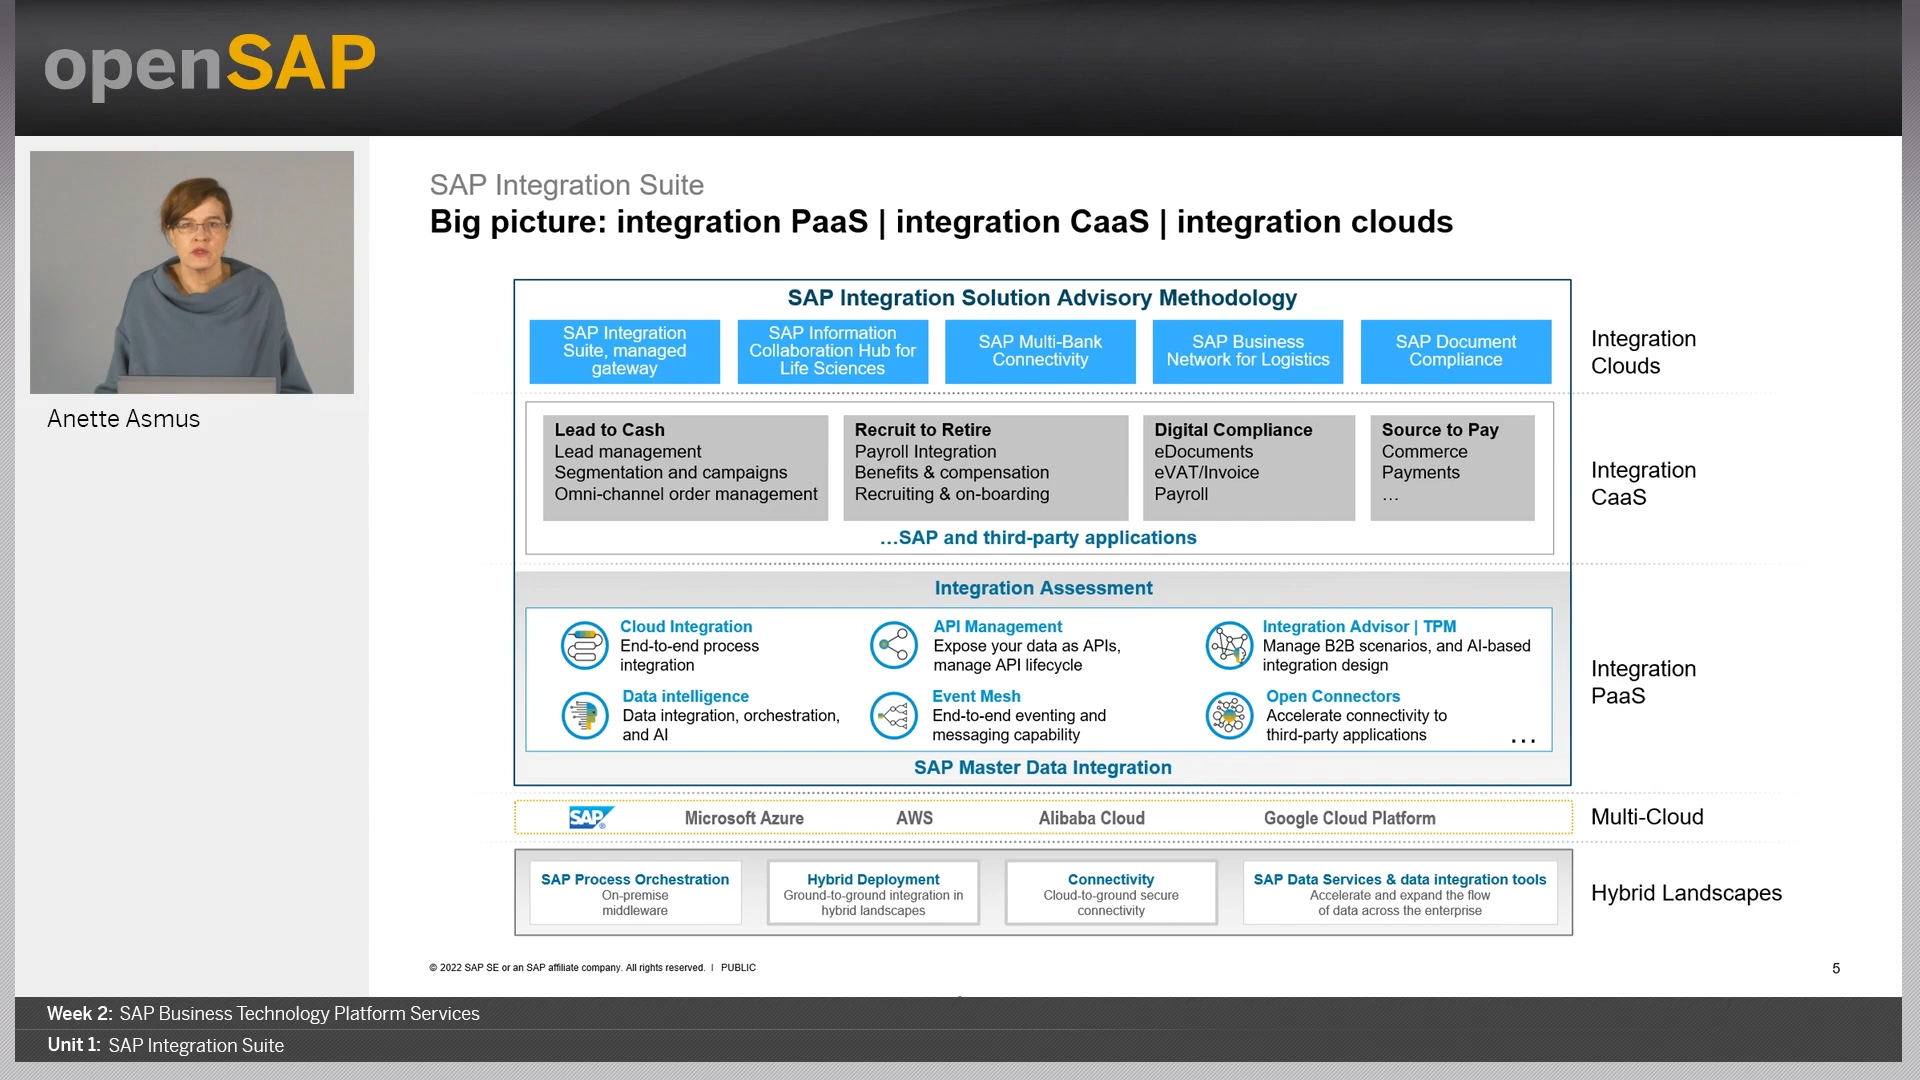 openSAP
Anette Asmus
SAP Integration Suite
Big picture: integration PaaS | integration CaaS | integration clouds
SAP Integration Solution Advisory Methodology
SAP Integration
Suite, managed
gateway
SAP Information
Collaboration Hub for
Life Sciences
SAP Multi-Bank
Connectivity
SAP Business
Network for Logistics
SAP Document
Compliance
Integration
Clouds
Lead to Cash
Lead management
Segmentation and campaigns
Omni-channel order management
Recruit to Retire
Payroll Integration
Benefits & compensation
Recruiting & on-boarding
Digital Compliance
eDocuments
eVAT/Invoice
Payroll
Source to Pay
Commerce
Payments
…
…SAP and third-party applications
Integration
CaaS
Integration Assessment
Cloud Integration
End-to-end process
integration
API Management
Expose your data as APIs,
manage API lifecycle
Integration Advisor | TPM
Manage B2B scenarios, and AI-based
integration design
Data intelligence
Data integration, orchestration,
and AI
Event Mesh
End-to-end eventing and
messaging capability
Open Connectors
Accelerate connectivity to
third-party applications
…
SAP Master Data Integration
Integration
PaaS
SAP® Microsoft Azure AWS Alibaba Cloud Google Cloud Platform
Multi-Cloud
SAP Process Orchestration
On-premise
middleware
Hybrid Deployment
Ground-to-ground integration in
hybrid landscapes
Connectivity
Cloud-to-ground secure
connectivity
SAP Data Services & data integration tools
Accelerate and expand the flow
of data across the enterprise
Hybrid Landscapes
© 2022 SAP SE or an SAP affiliate company. All rights reserved. | PUBLIC
5
Week 2: SAP Business Technology Platform Services
Unit 1: SAP Integration Suite